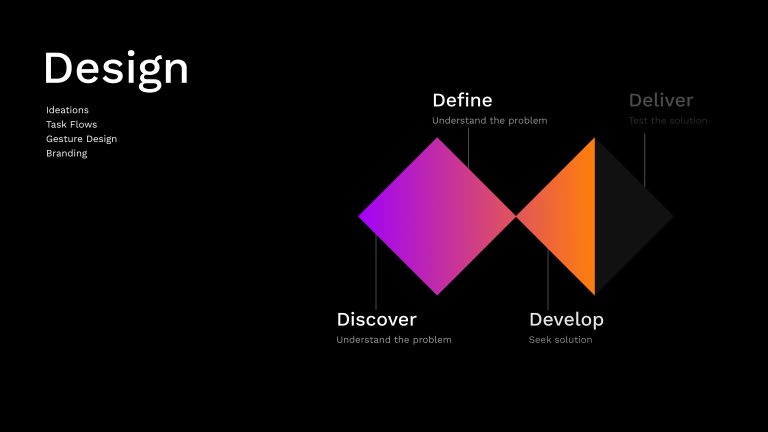 Design
Ideations
Task Flows
Gesture Design
Branding
Define
Understand the problem
Deliver
Test the solution
Discover
Understand the problem
Develop
Seek solution